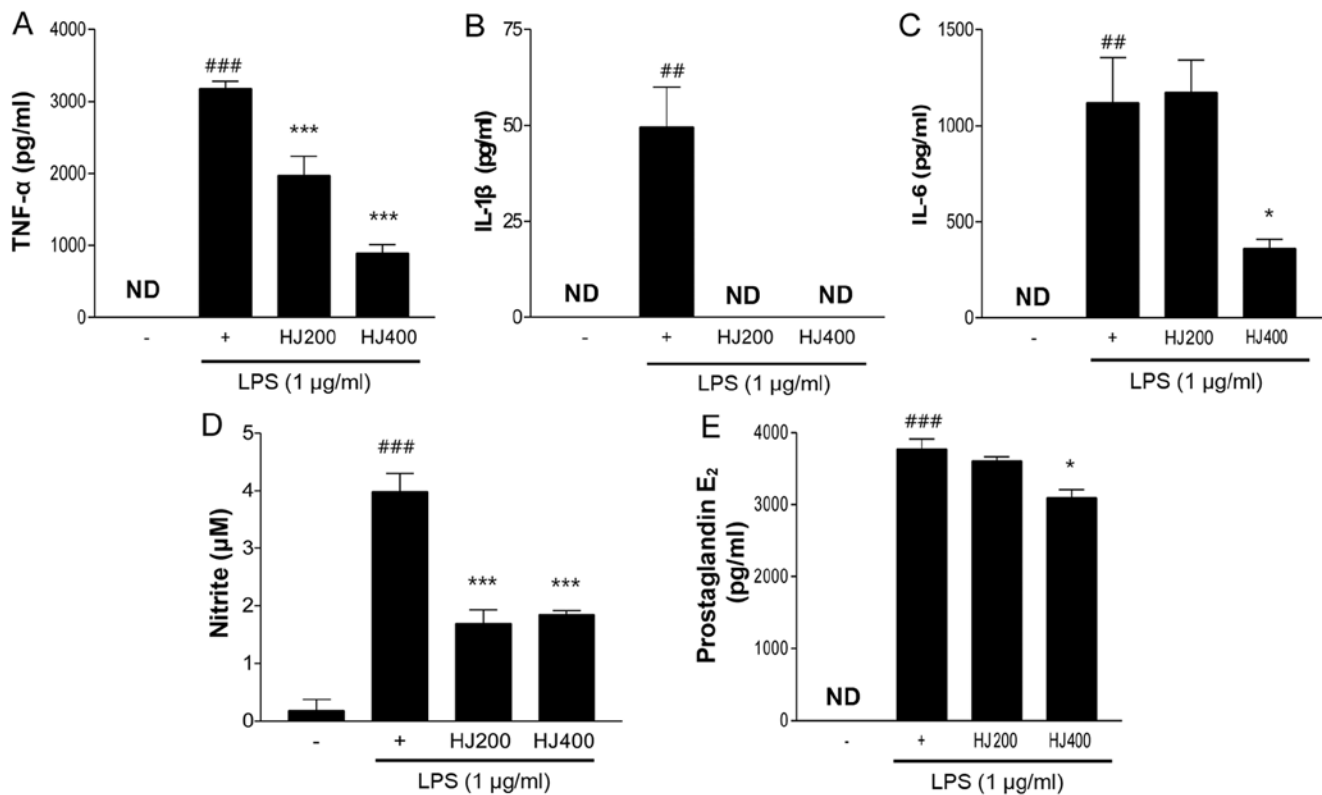 A
TNF-α (pg/ml)
4000
3000
2000
1000
0
ND
###
***
***
-
+
HJ200
HJ400
LPS (1 µg/ml)
B
IL-1β (pg/ml)
75
50
25
0
ND
##
ND
ND
-
+
HJ200
HJ400
LPS (1 µg/ml)
C
IL-6 (pg/ml)
1500
1000
500
0
ND
##
*
-
+
HJ200
HJ400
LPS (1 µg/ml)
D
Nitrite (µM)
5
4
3
2
1
0
###
***
***
-
+
HJ200
HJ400
LPS (1 µg/ml)
E
Prostaglandin E₂
(pg/ml)
4000
3000
2000
1000
0
ND
###
*
-
+
HJ200
HJ400
LPS (1 µg/ml)